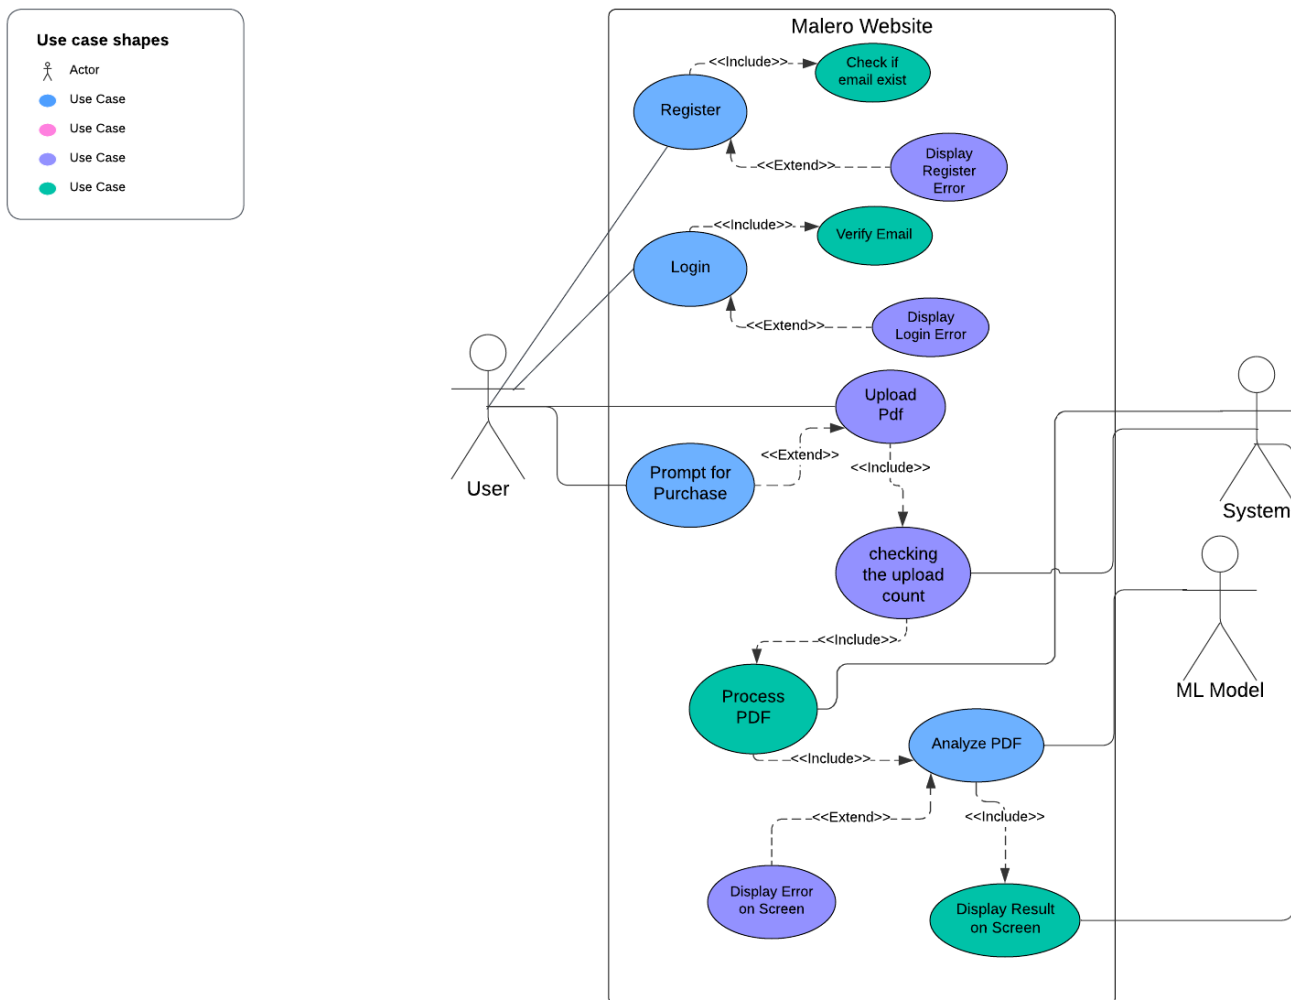 Use case shapes
Actor
Use Case
Use Case
Use Case
Use Case
Malero Website
<<Include>>
Check if
email exist
Register
<<Extend>>
Display
Register
Error
<<Include>>
Verify Email
Login
<<Extend>>
Display
Login Error
Upload
Pdf
User
Prompt for
Purchase
<<Extend>>
<<Include>>
System
checking
the upload
count
<<Include>>
ML Model
Process
PDF
Analyze PDF
<<Include>>
<<Extend>>
<<Include>>
Display Error
on Screen
Display Result
on Screen